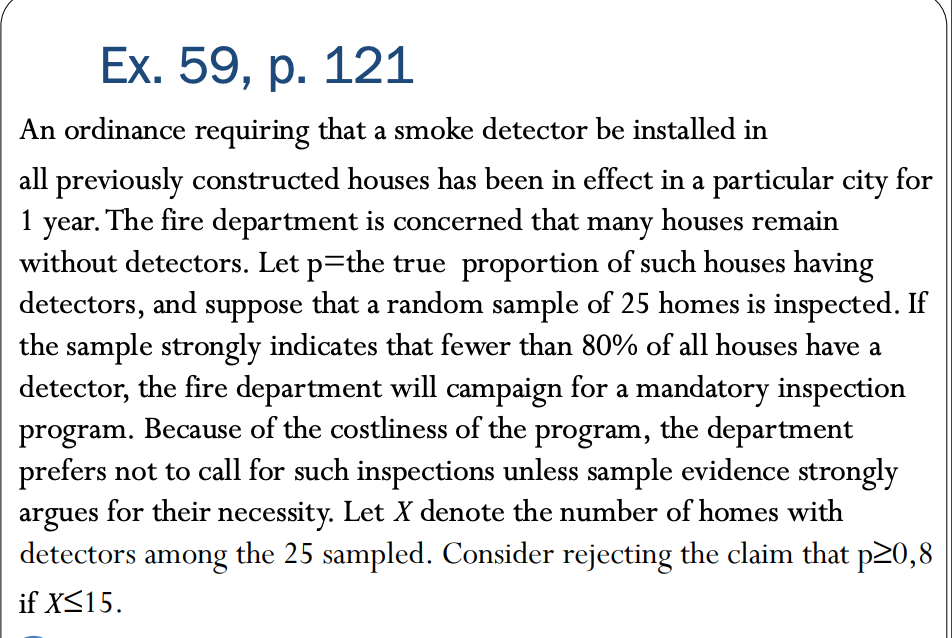 Ex. 59, p. 121
An ordinance requiring that a smoke detector be installed in
all previously constructed houses has been in effect in a particular city for
1 year. The fire department is concerned that many houses remain
without detectors. Let p=the true proportion of such houses having
detectors, and suppose that a random sample of 25 homes is inspected. If
the sample strongly indicates that fewer than 80% of all houses have a
detector, the fire department will campaign for a mandatory inspection
program. Because of the costliness of the program, the department
prefers not to call for such inspections unless sample evidence strongly
argues for their necessity. Let X denote the number of homes with
detectors among the 25 sampled. Consider rejecting the claim that p≥0,8
if X≤15.